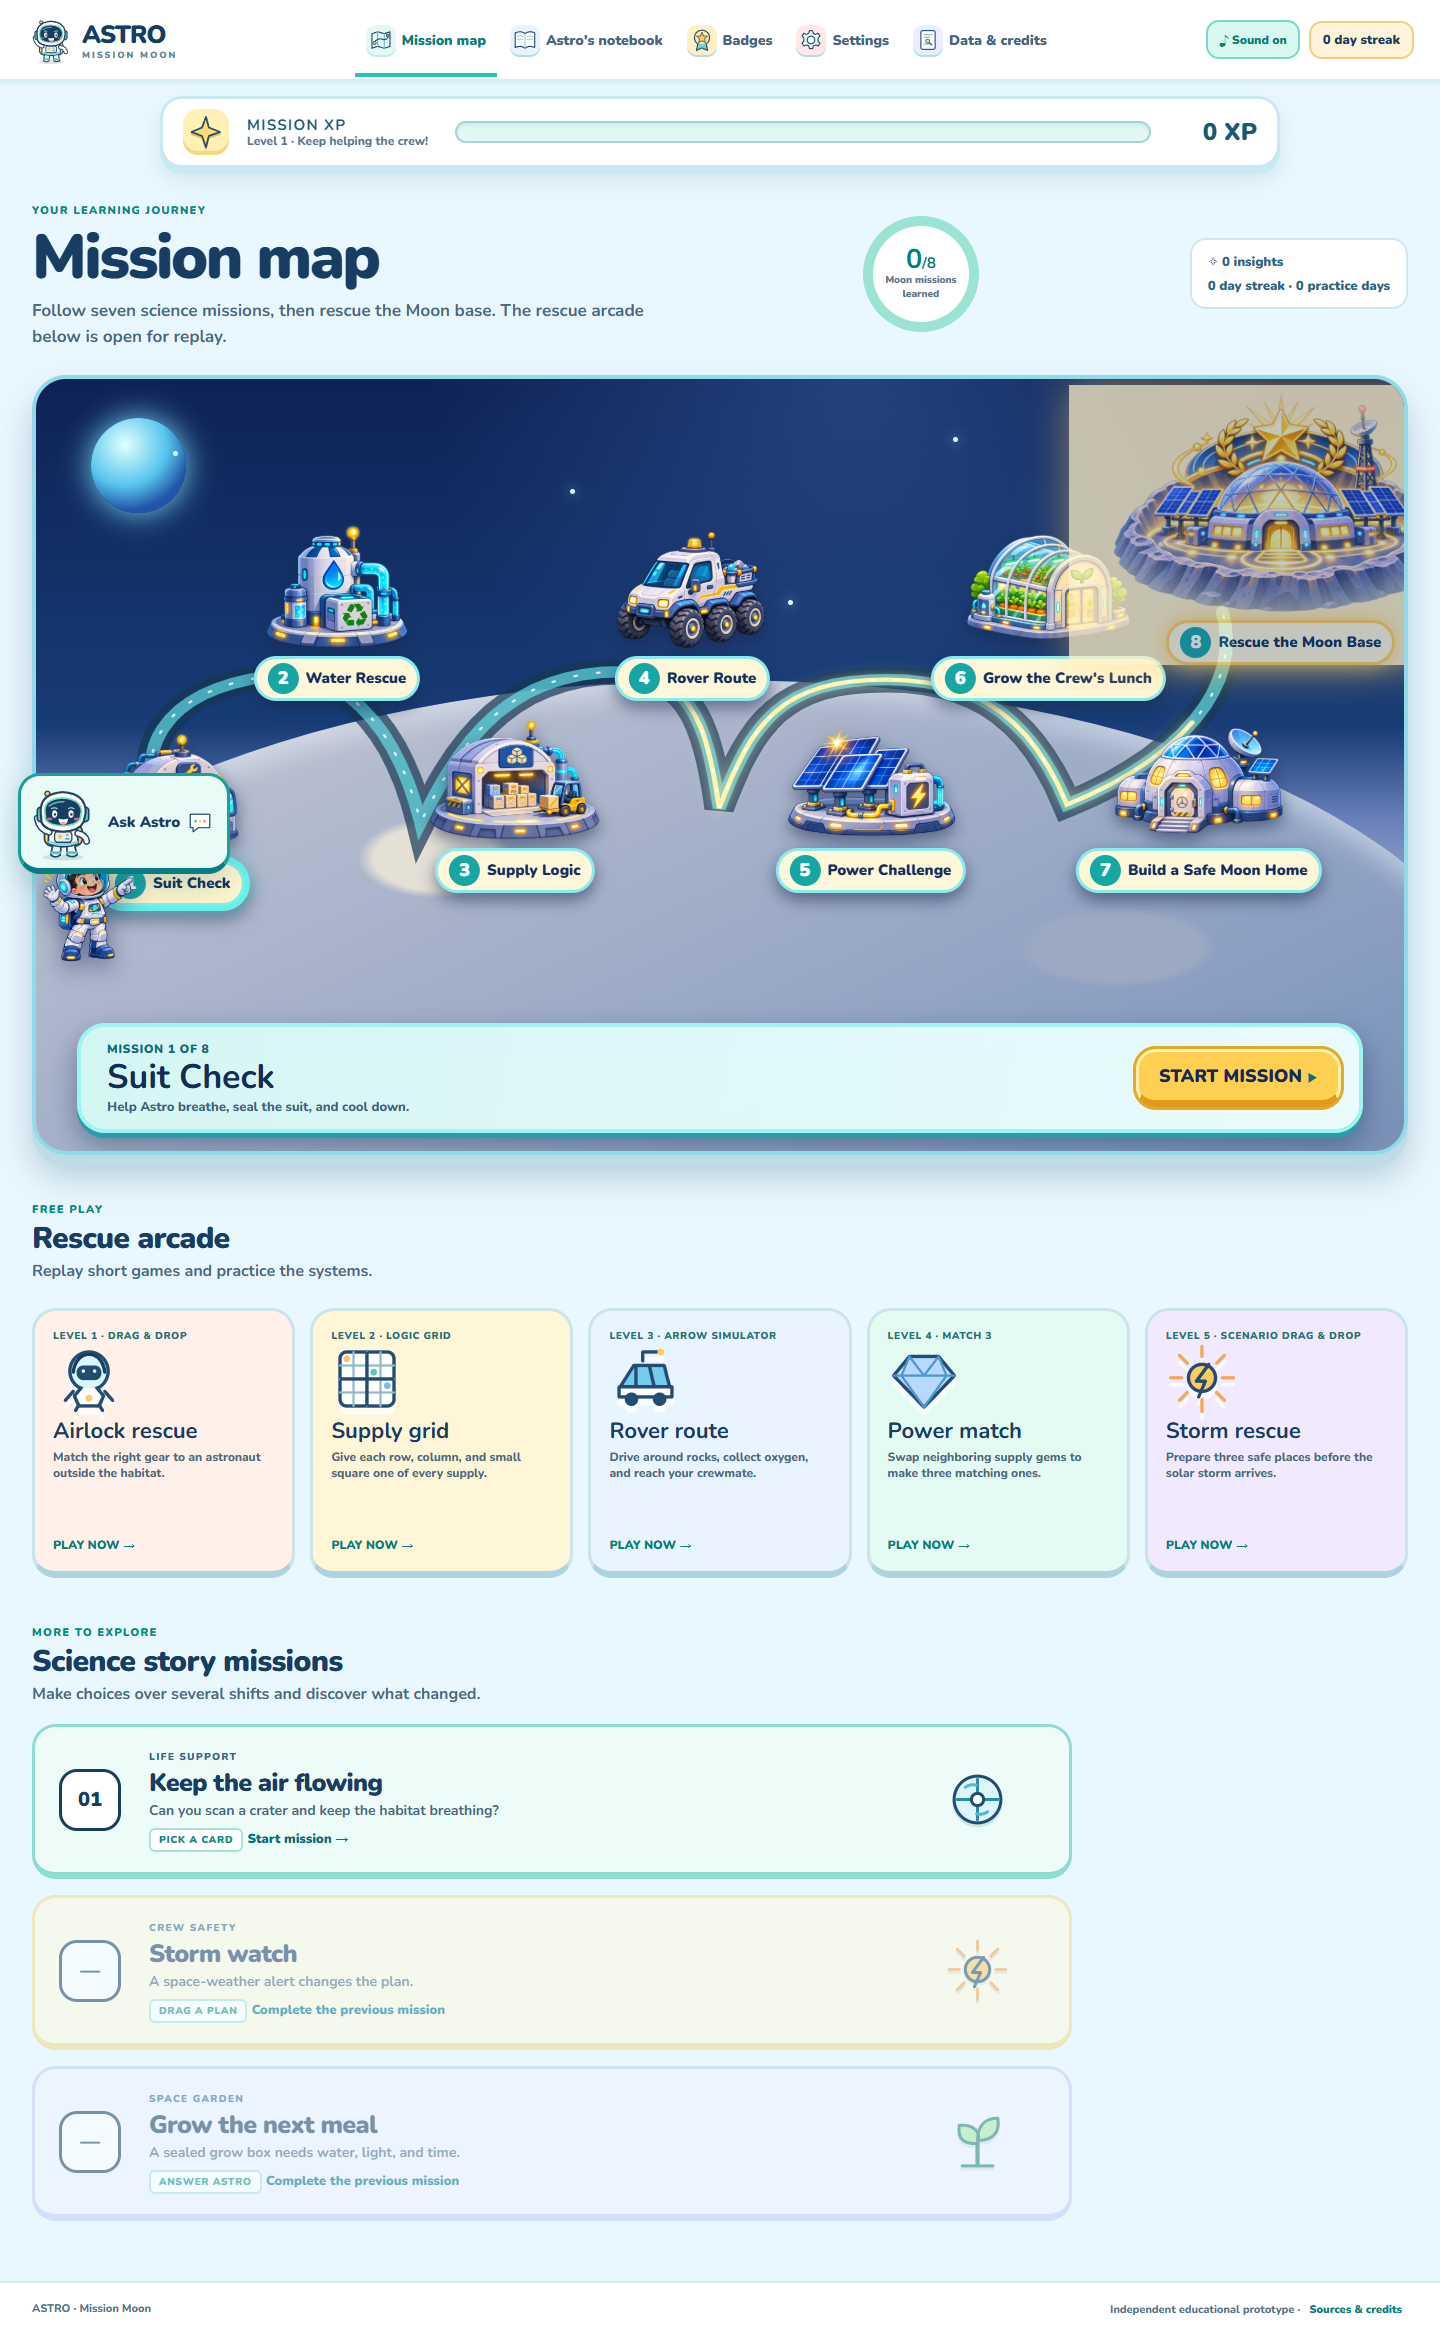 ASTRO
MISSION MOON
Mission map
Astro's notebook
Badges
Settings
Data & credits
♪ Sound on
0 day streak
MISSION XP
Level 1 · Keep helping the crew!
0 XP
YOUR LEARNING JOURNEY
Mission map
Follow seven science missions, then rescue the Moon base. The rescue arcade
below is open for replay.
0/8
Moon missions
learned
✧ 0 insights
0 day streak · 0 practice days
8 Rescue the Moon Base
2 Water Rescue
4 Rover Route
6 Grow the Crew's Lunch
Ask Astro
Suit Check
3 Supply Logic
5 Power Challenge
7 Build a Safe Moon Home
MISSION 1 OF 8
Suit Check
Help Astro breathe, seal the suit, and cool down.
START MISSION ▸
FREE PLAY
Rescue arcade
Replay short games and practice the systems.
LEVEL 1 · DRAG & DROP
Airlock rescue
Match the right gear to an astronaut
outside the habitat.
PLAY NOW →
LEVEL 2 · LOGIC GRID
Supply grid
Give each row, column, and small
square one of every supply.
PLAY NOW →
LEVEL 3 · ARROW SIMULATOR
Rover route
Drive around rocks, collect oxygen,
and reach your crewmate.
PLAY NOW →
LEVEL 4 · MATCH 3
Power match
Swap neighboring supply gems to
make three matching ones.
PLAY NOW →
LEVEL 5 · SCENARIO DRAG & DROP
Storm rescue
Prepare three safe places before the
solar storm arrives.
PLAY NOW →
MORE TO EXPLORE
Science story missions
Make choices over several shifts and discover what changed.
01
LIFE SUPPORT
Keep the air flowing
Can you scan a crater and keep the habitat breathing?
PICK A CARD Start mission →
—
CREW SAFETY
Storm watch
A space-weather alert changes the plan.
DRAG A PLAN Complete the previous mission
—
SPACE GARDEN
Grow the next meal
A sealed grow box needs water, light, and time.
ANSWER ASTRO Complete the previous mission
ASTRO · Mission Moon
Independent educational prototype · Sources & credits